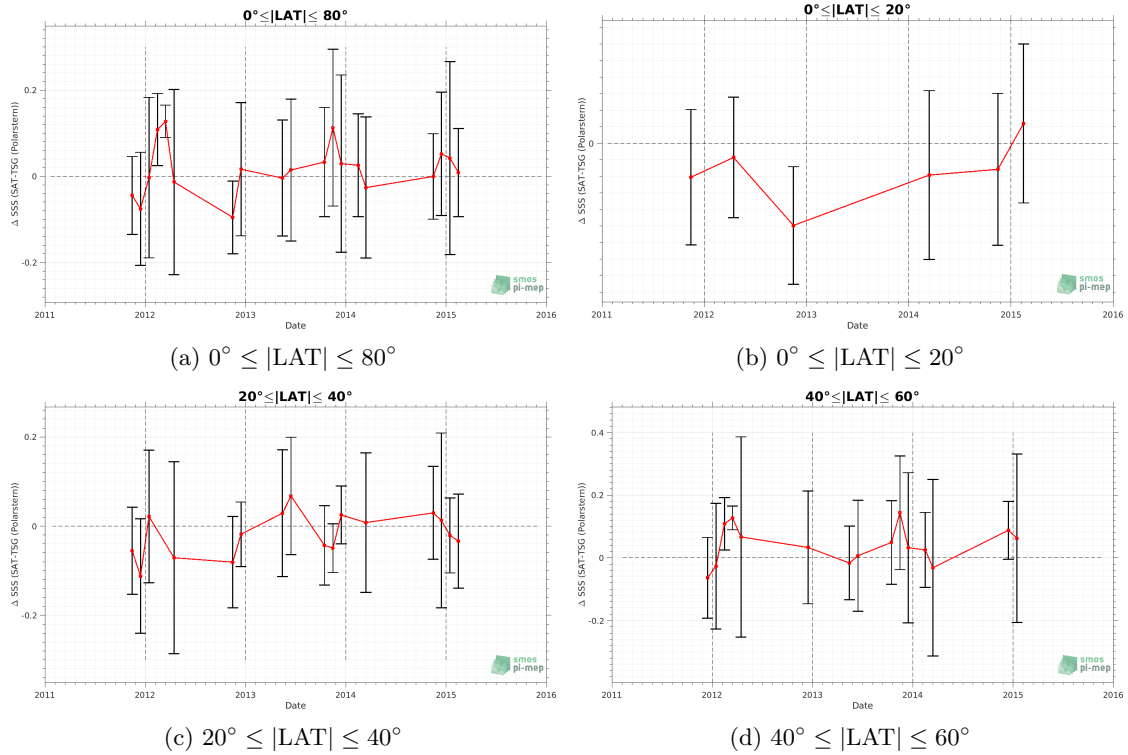 0°≤|LAT|≤ 80°
Δ SSS (SAT-TSG (Polarstern))
0.2
0
-0.2
smos
pi-mep
2011 2012 2013 2014 2015 2016
Date
(a) 0° ≤ |LAT| ≤ 80°
0°≤|LAT|≤ 20°
Δ SSS (SAT-TSG (Polarstern))
0
smos
pi-mep
2011 2012 2013 2014 2015 2016
Date
(b) 0° ≤ |LAT| ≤ 20°
20°≤|LAT|≤ 40°
Δ SSS (SAT-TSG (Polarstern))
0.2
0
-0.2
smos
pi-mep
2011 2012 2013 2014 2015 2016
Date
(c) 20° ≤ |LAT| ≤ 40°
40°≤|LAT|≤ 60°
Δ SSS (SAT-TSG (Polarstern))
0.4
0.2
0
-0.2
smos
pi-mep
2011 2012 2013 2014 2015 2016
Date
(d) 40° ≤ |LAT| ≤ 60°